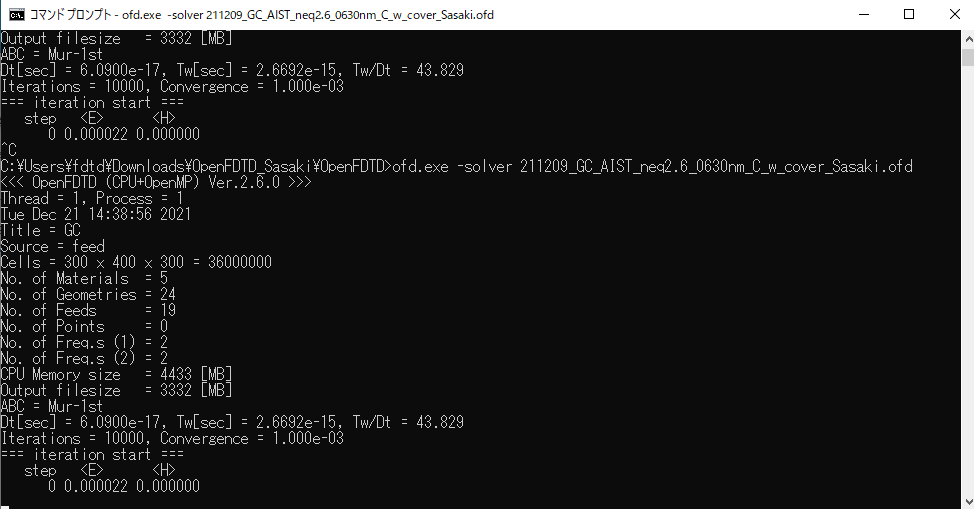 コマンド プロンプト - ofd.exe -solver 211209_GC_AIST_neq2.6_0630nm_C_w_cover_Sasaki.ofd
Output filesize   = 3332 [MB]
ABC = Mur-1st
Dt[sec] = 6.0900e-17, Tw[sec] = 2.6692e-15, Tw/Dt = 43.829
Iterations = 10000, Convergence = 1.000e-03
=== iteration start ===
   step   <E>      <H>
      0 0.000022 0.000000
^C
C:¥Users¥fdtd¥Downloads¥OpenFDTD_Sasaki¥OpenFDTD>ofd.exe -solver 211209_GC_AIST_neq2.6_0630nm_C_w_cover_Sasaki.ofd
<<< OpenFDTD (CPU+OpenMP) Ver.2.6.0 >>>
Thread = 1, Process = 1
Tue Dec 21 14:38:56 2021
Title = GC
Source = feed
Cells = 300 x 400 x 300 = 36000000
No. of Materials  = 5
No. of Geometries = 24
No. of Feeds      = 19
No. of Points     = 0
No. of Freq.s (1) = 2
No. of Freq.s (2) = 2
CPU Memory size   = 4433 [MB]
Output filesize   = 3332 [MB]
ABC = Mur-1st
Dt[sec] = 6.0900e-17, Tw[sec] = 2.6692e-15, Tw/Dt = 43.829
Iterations = 10000, Convergence = 1.000e-03
=== iteration start ===
   step   <E>      <H>
      0 0.000022 0.000000